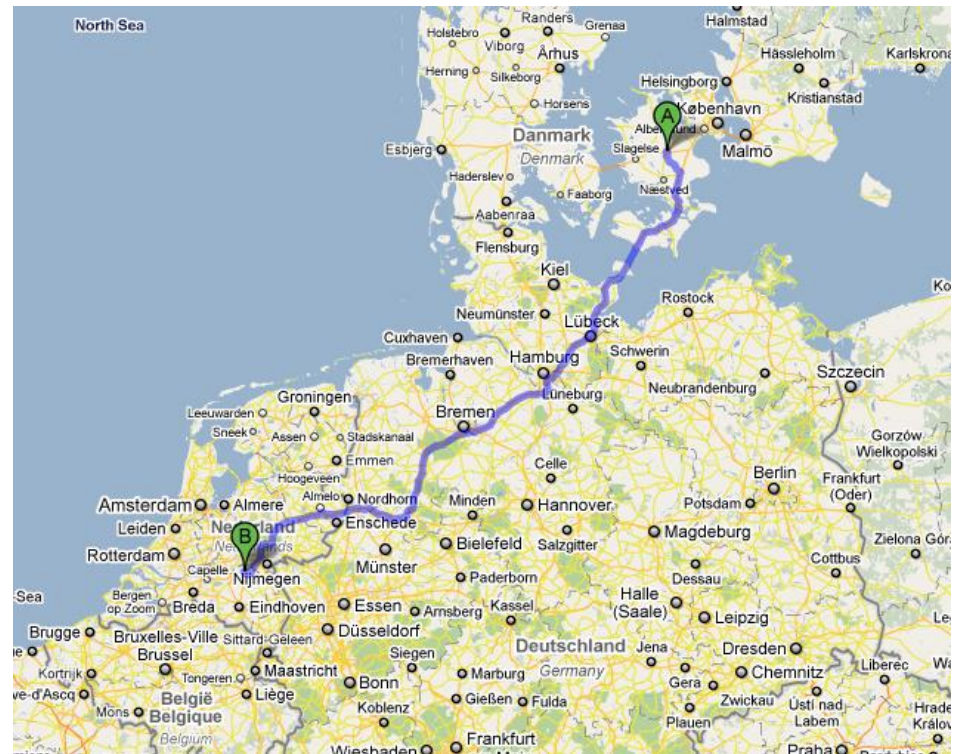 North Sea
Randers
Grenaa
Halmstad
Holstebro
Viborg
Århus
Hässleholm
Karlskrona
Herning
Silkeborg
Helsingborg
Kristianstad
Horsens
København
A
Danmark
Denmark
Esbjerg
Slagelse
Malmö
Haderslev
Næstved
Faaborg
Aabenraa
Flensburg
Kiel
Rostock
Neumünster
Lübeck
Cuxhaven
Bremerhaven
Hamburg
Schwerin
Szczecin
Neubrandenburg
Lüneburg
Groningen
Leeuwarden
Bremen
Sneek
Assen
Stadskanaal
Gorzów
Wielkopolski
Emmen
Hoogeveen
Celle
Berlin
Frankfurt
(Oder)
Almelo
Nordhorn
Minden
Hannover
Potsdam
Amsterdam
Almere
Leiden
Enschede
Magdeburg
B
Rotterdam
Bielefeld
Salzgitter
Zielona Gór
Münster
Cottbus
Capelle
Nijmegen
Paderborn
Dessau
-Sea
Bergen
op Zoom
Breda
Eindhoven
Essen
Arnsberg
Kassel
Halle
(Saale)
Leipzig
Brugge
Bruxelles-Ville
Brussel
Sittard-Geleen
Düsseldorf
Siegen
Deutschland
Germany
Jena
Dresden
Liberec
Kortrijk
Tongeren
Maastricht
Bonn
Marburg
Gera
Chemnitz
ve-d'Ascq
België
Belgique
Belgium
Liège
Gießen
Fulda
Zwickau
Ústí nad
Labem
Mons
Koblenz
Plauen
Hrade
Králov
Frankfurt
Wiesbaden
Praha